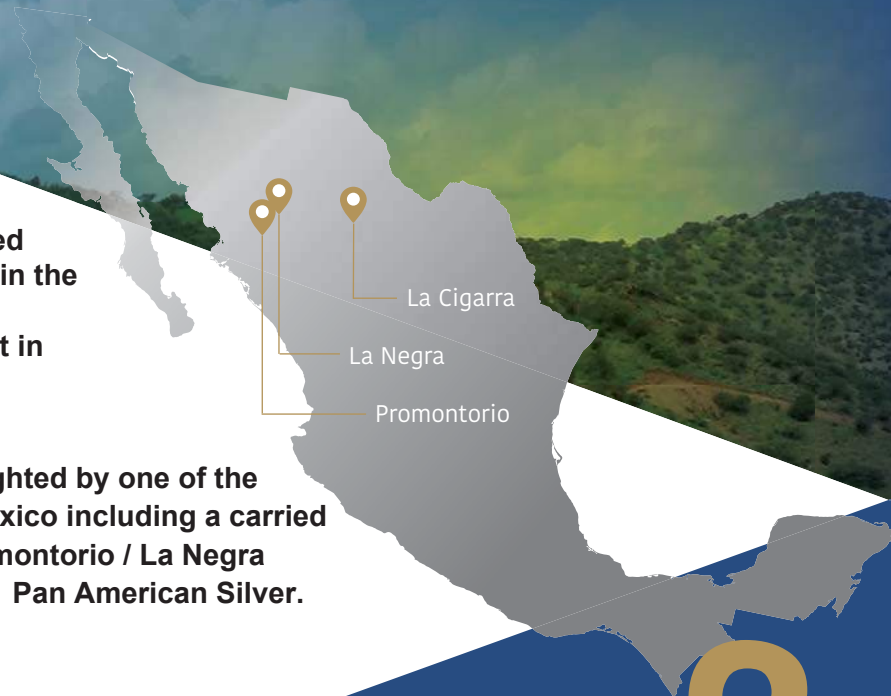 ed
in the
t in
ghted by one of the
xico including a carried
montorio / La Negra
Pan American Silver.
La Cigarra
La Negra
Promontorio